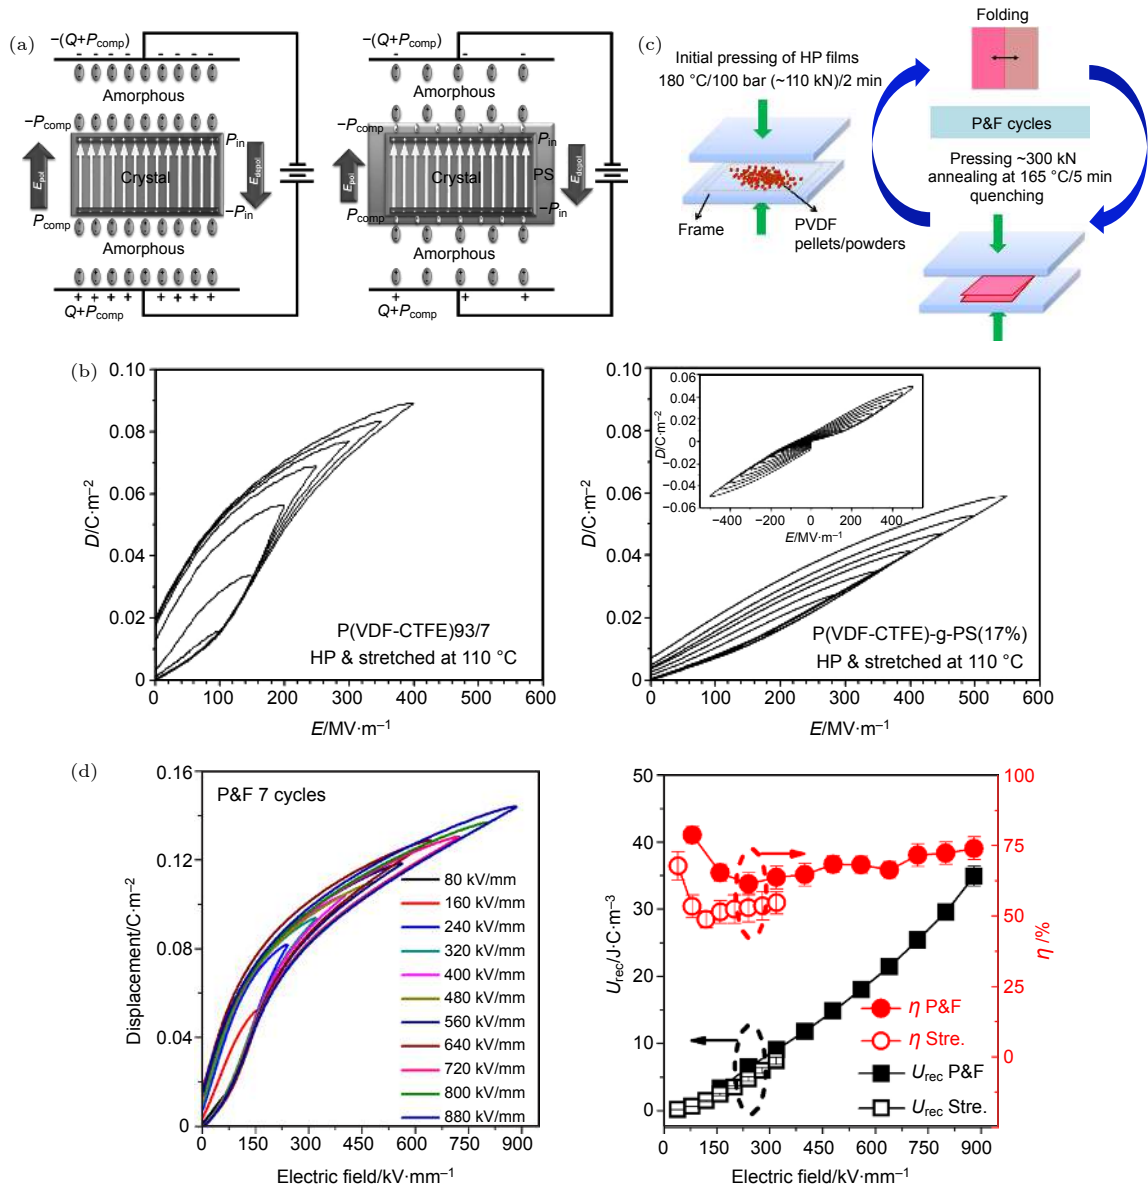 (a)
−(Q+Pcomp)
Amorphous
−Pcomp
Pin
Epol
Crystal
Edepol
Pcomp
−Pin
Amorphous
Q+Pcomp
−(Q+Pcomp)
Amorphous
−Pcomp
Pin
Epol
Crystal
PS
Edepol
Pcomp
−Pin
Amorphous
Q+Pcomp
(c)
Initial pressing of HP films
180 °C/100 bar (~110 kN)/2 min
Frame
PVDF
pellets/powders
Folding
P&F cycles
Pressing ~300 kN
annealing at 165 °C/5 min
quenching
(b)
0.10
0.08
0.06
0.04
0.02
0
D/C·m−2
P(VDF-CTFE)93/7
HP & stretched at 110 °C
0 100 200 300 400 500 600
E/MV·m−1
0.10
0.08
0.06
0.04
0.02
0
D/C·m−2
0.06
0.04
0.02
0
−0.02
−0.04
−0.06
D/C·m−2
−400 −200 0 200 400
E/MV·m−1
P(VDF-CTFE)-g-PS(17%)
HP & stretched at 110 °C
0 100 200 300 400 500 600
E/MV·m−1
(d)
0.16
0.12
0.08
0.04
0
Displacement/C·m−2
P&F 7 cycles
80 kV/mm
160 kV/mm
240 kV/mm
320 kV/mm
400 kV/mm
480 kV/mm
560 kV/mm
640 kV/mm
720 kV/mm
800 kV/mm
880 kV/mm
0 150 300 450 600 750 900
Electric field/kV·mm−1
50
40
30
20
10
0
Urec/J·C·m−3
100
75
50
25
0
η/%
η P&F
η Stre.
Urec P&F
Urec Stre.
0 150 300 450 600 750 900
Electric field/kV·mm−1